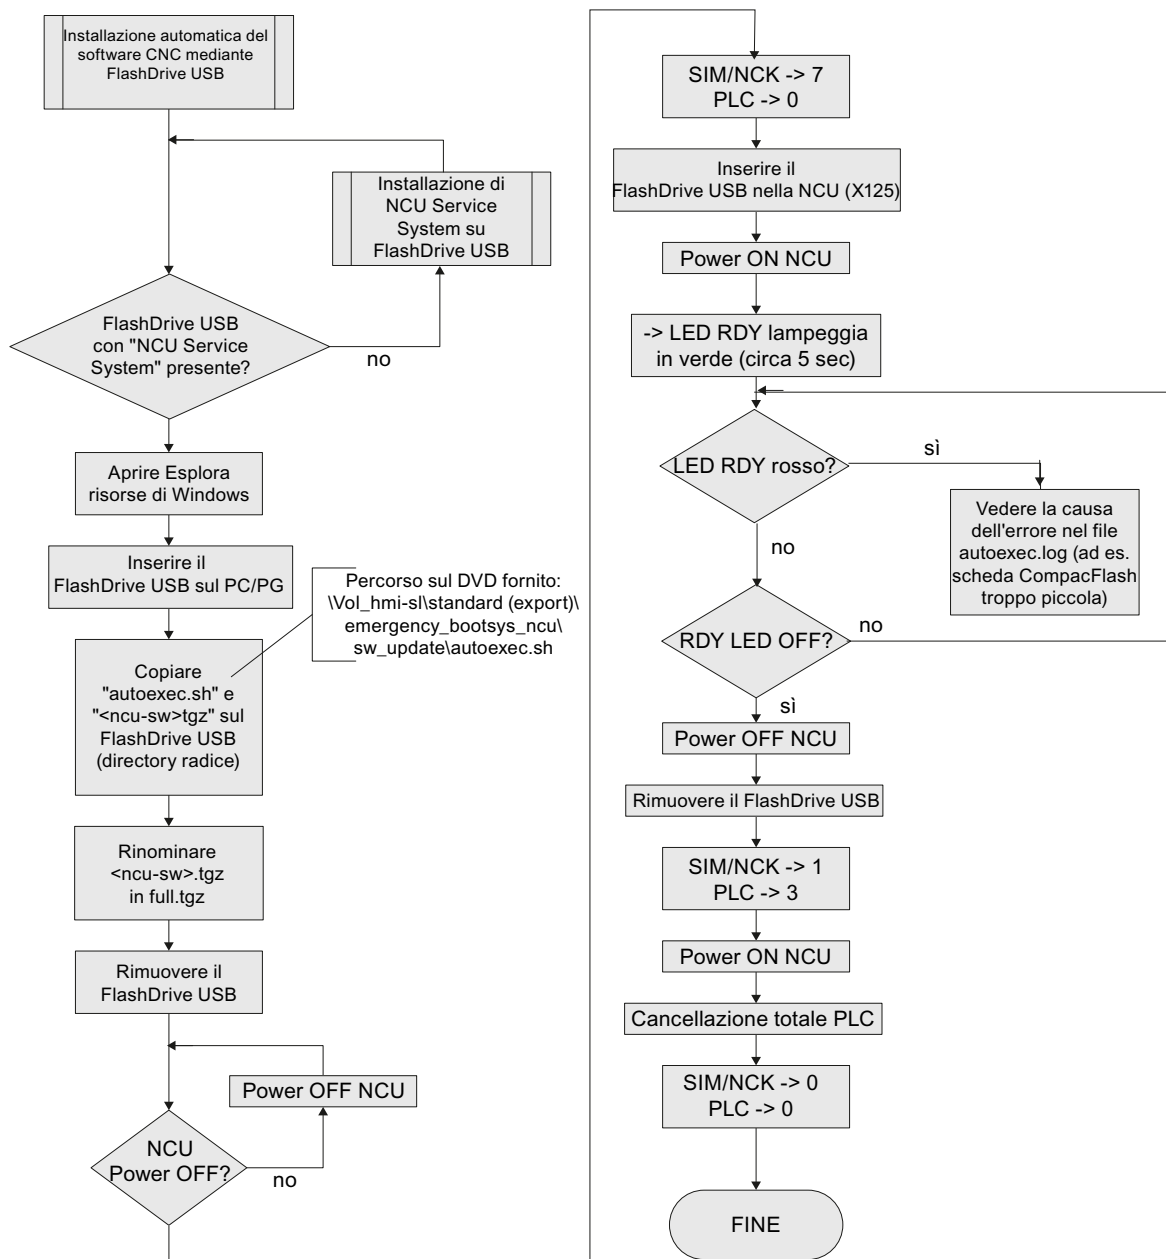 Installazione automatica del
software CNC mediante
FlashDrive USB
Installazione di
NCU Service
System su
FlashDrive USB
FlashDrive USB
con "NCU Service
System" presente?
no
Aprire Esplora
risorse di Windows
Inserire il
FlashDrive USB sul PC/PG
Percorso sul DVD fornito:
\Vol_hmi-sl\standard (export)\
emergency_bootsys_ncu\
sw_update\autoexec.sh
Copiare
"autoexec.sh" e
"<ncu-sw>tgz" sul
FlashDrive USB
(directory radice)
Rinominare
<ncu-sw>.tgz
in full.tgz
Rimuovere il
FlashDrive USB
Power OFF NCU
NCU
Power OFF?
no
SIM/NCK -> 7
PLC -> 0
Inserire il
FlashDrive USB nella NCU (X125)
Power ON NCU
-> LED RDY lampeggia
in verde (circa 5 sec)
LED RDY rosso?
sì
Vedere la causa
dell'errore nel file
autoexec.log (ad es.
scheda CompacFlash
troppo piccola)
no
RDY LED OFF?
no
sì
Power OFF NCU
Rimuovere il FlashDrive USB
SIM/NCK -> 1
PLC -> 3
Power ON NCU
Cancellazione totale PLC
SIM/NCK -> 0
PLC -> 0
FINE